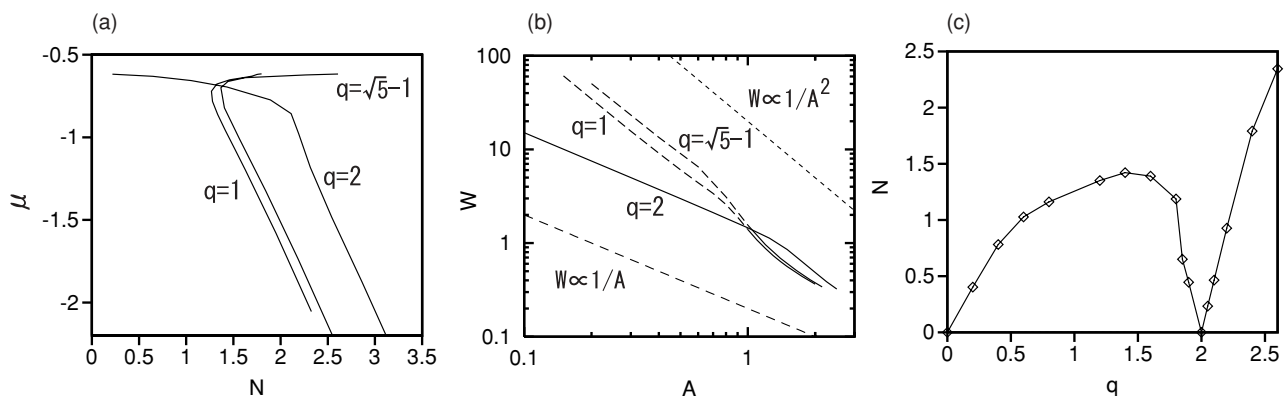 (a)
-0.5
-1
-1.5
-2
μ
0 0.5 1 1.5 2 2.5 3 3.5
N
q=√5-1
q=1
q=2
(b)
100
10
1
0.1
W
0.1 1
A
W∝1/A²
q=1
q=√5-1
q=2
W∝1/A
(c)
2.5
2
1.5
1
0.5
0
N
0 0.5 1 1.5 2 2.5
q